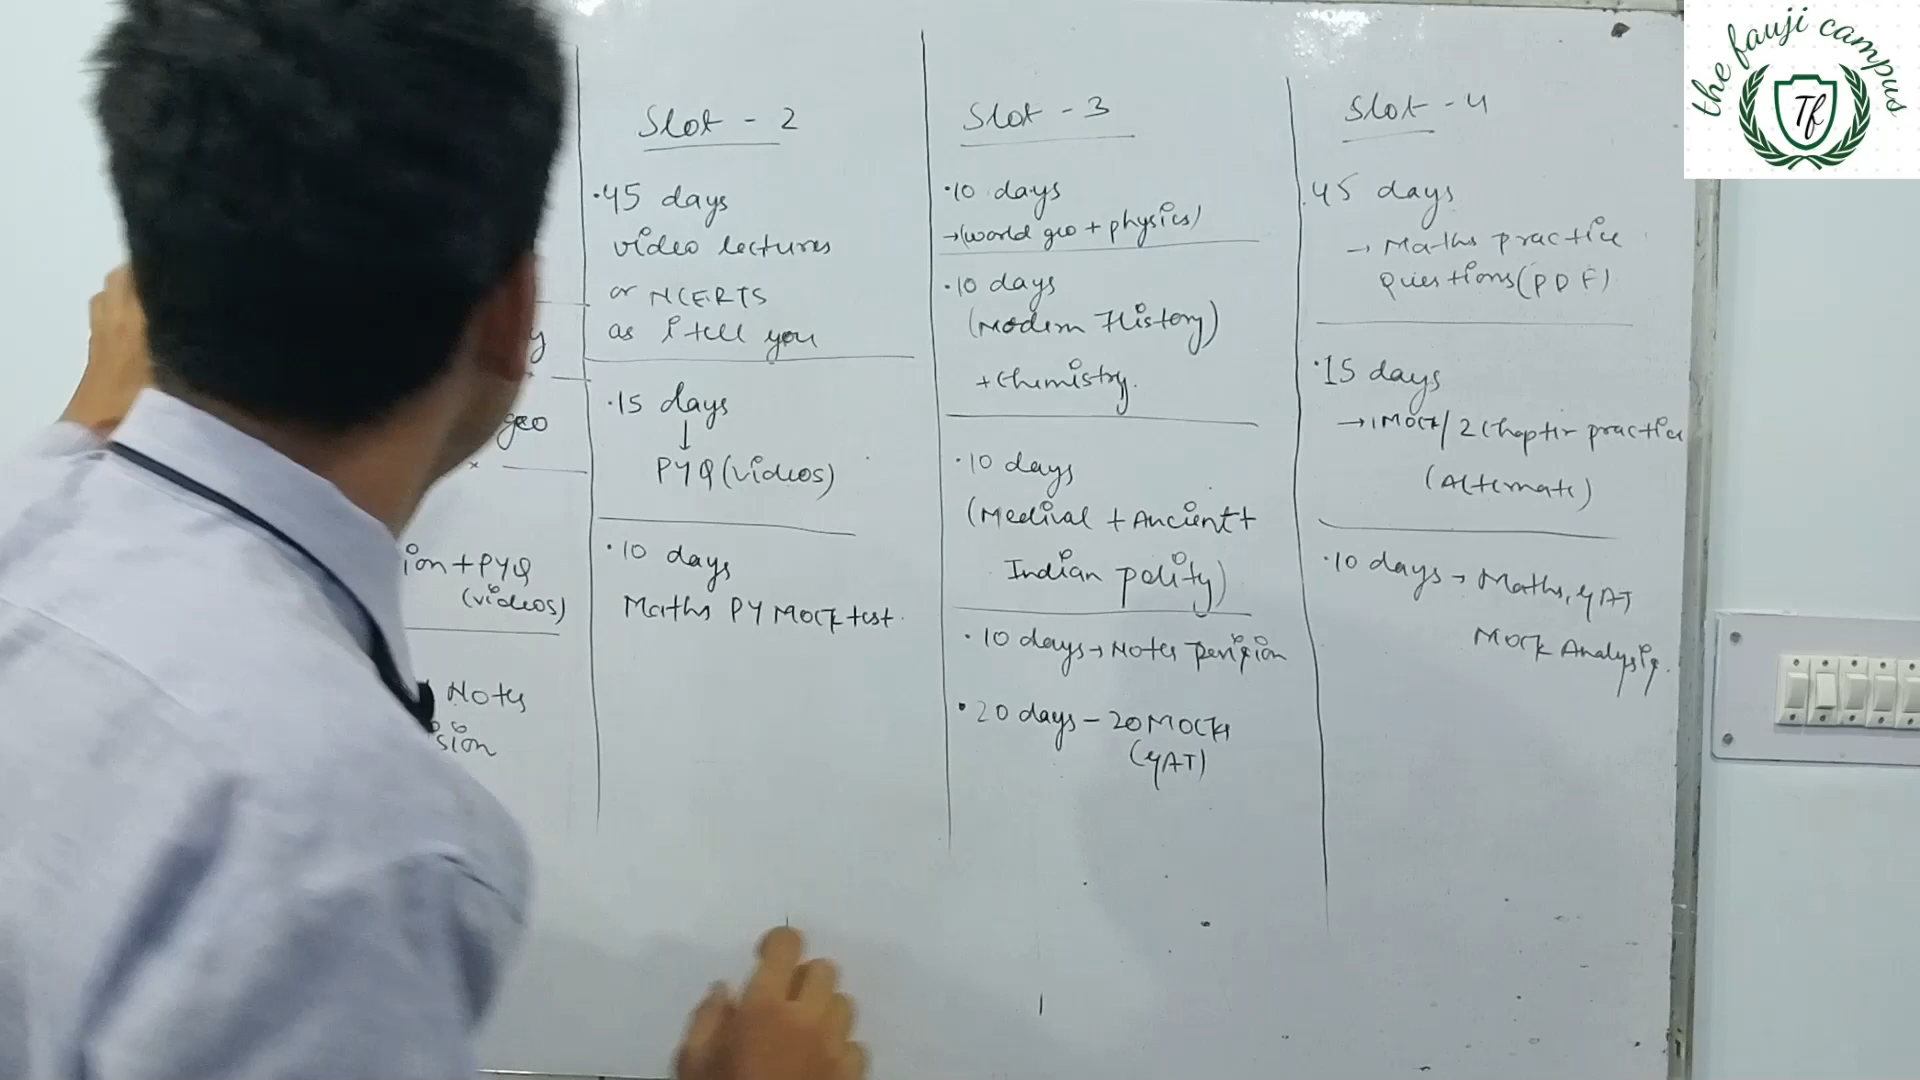 the fauji campus
Tf
y
geo
ion + PYQ
(videos)
Notes
sion
Slot - 2
.45 days
video lectures
or NCERTS
as I tell you
.15 days
↓
PYQ (videos)
.10 days
Maths PY Mock test.
Slot - 3
.10 days
→ (world geo + physics)
.10 days
(Modern History)
+ Chemistry.
.10 days
(Medival + Ancient +
Indian polity)
.10 days → Notes Revision
.20 days - 20 Mocks
(GAT)
Slot - 4
.45 days
→ Maths practice
Questions (PDF)
.15 days
→ 1 Mock / 2 Chapter practice
(Alternate)
.10 days → Maths, GAT
Mock Analysis.